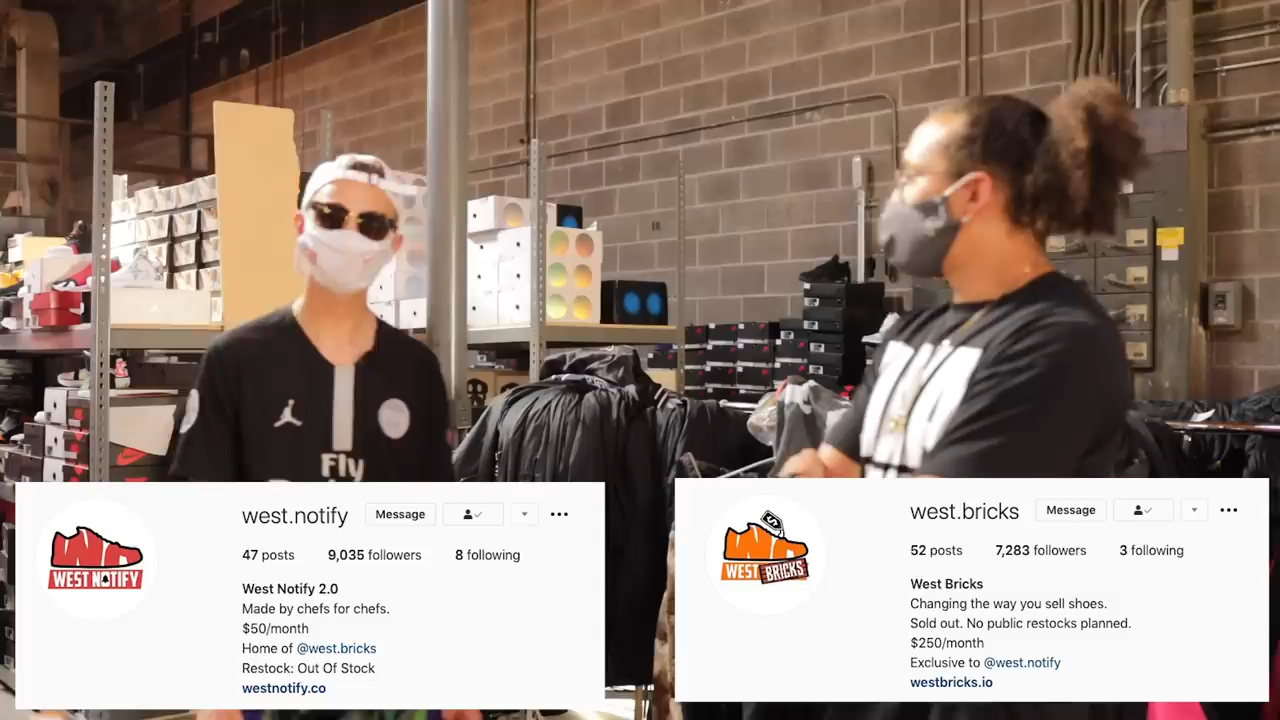 Fly
west.notify
Message
47 posts 9,035 followers 8 following
West Notify 2.0
Made by chefs for chefs.
$50/month
Home of @west.bricks
Restock: Out Of Stock
westnotify.co
WEST NOTIFY
west.bricks
Message
52 posts 7,283 followers 3 following
West Bricks
Changing the way you sell shoes.
Sold out. No public restocks planned.
$250/month
Exclusive to @west.notify
westbricks.io
WEST BRICKS